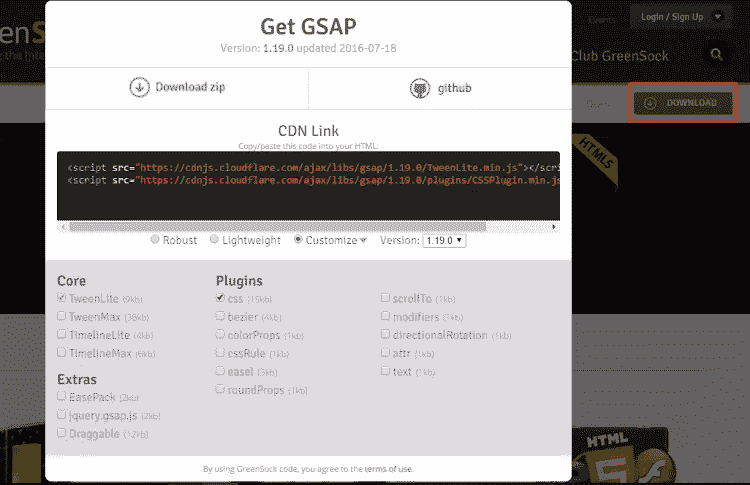 Get GSAP
Version: 1.19.0 updated 2016-07-18
Events
Login / Sign Up
Club GreenSock
Download zip
github
DOWNLOAD
CDN Link
Copy/paste this code into your HTML:
<script src="https://cdnjs.cloudflare.com/ajax/libs/gsap/1.19.0/TweenLite.min.js"></scri
<script src="https://cdnjs.cloudflare.com/ajax/libs/gsap/1.19.0/plugins/CSSPlugin.min.js
HTML5
Robust Lightweight Customize Version: 1.19.0
Core
TweenLite (9kb)
TweenMax (38kb)
TimelineLite (4kb)
TimelineMax (6kb)
Extras
EasePack (2kb)
jquery.gsap.js (2kb)
Draggable (12kb)
Plugins
css (15kb)
bezier (4kb)
colorProps (1kb)
cssRule (1kb)
easel (3kb)
roundProps (1kb)
scrollTo (1kb)
modifiers (1kb)
directionalRotation (1kb)
attr (1kb)
text (1kb)
HTML
By using GreenSock code, you agree to the terms of use.